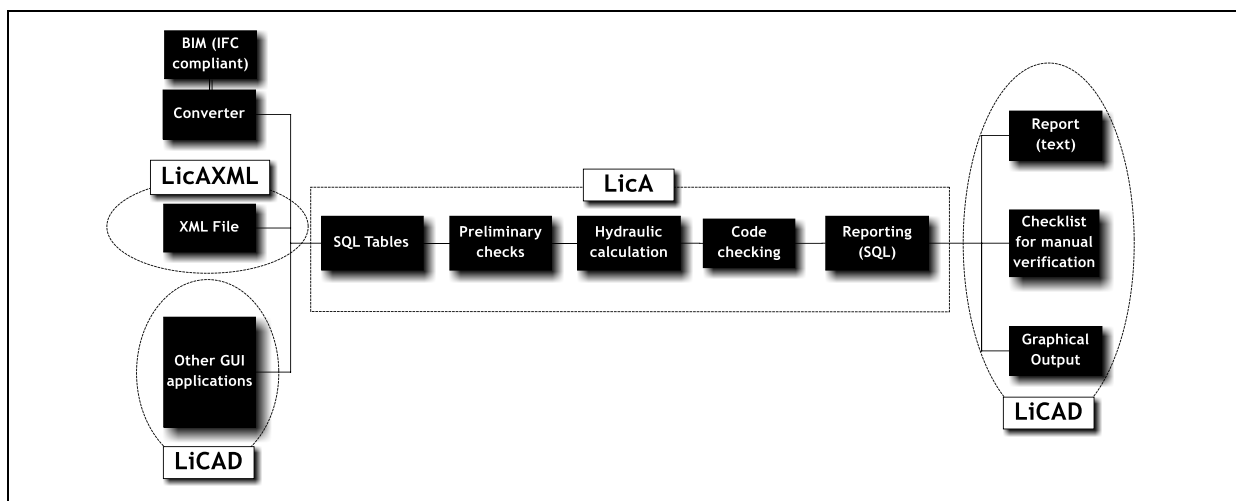 BIM (IFC
compliant)
Converter
LicAXML
XML File
Other GUI
applications
LiCAD
LicA
SQL Tables
Preliminary
checks
Hydraulic
calculation
Code
checking
Reporting
(SQL)
Report
(text)
Checklist
for manual
verification
Graphical
Output
LiCAD